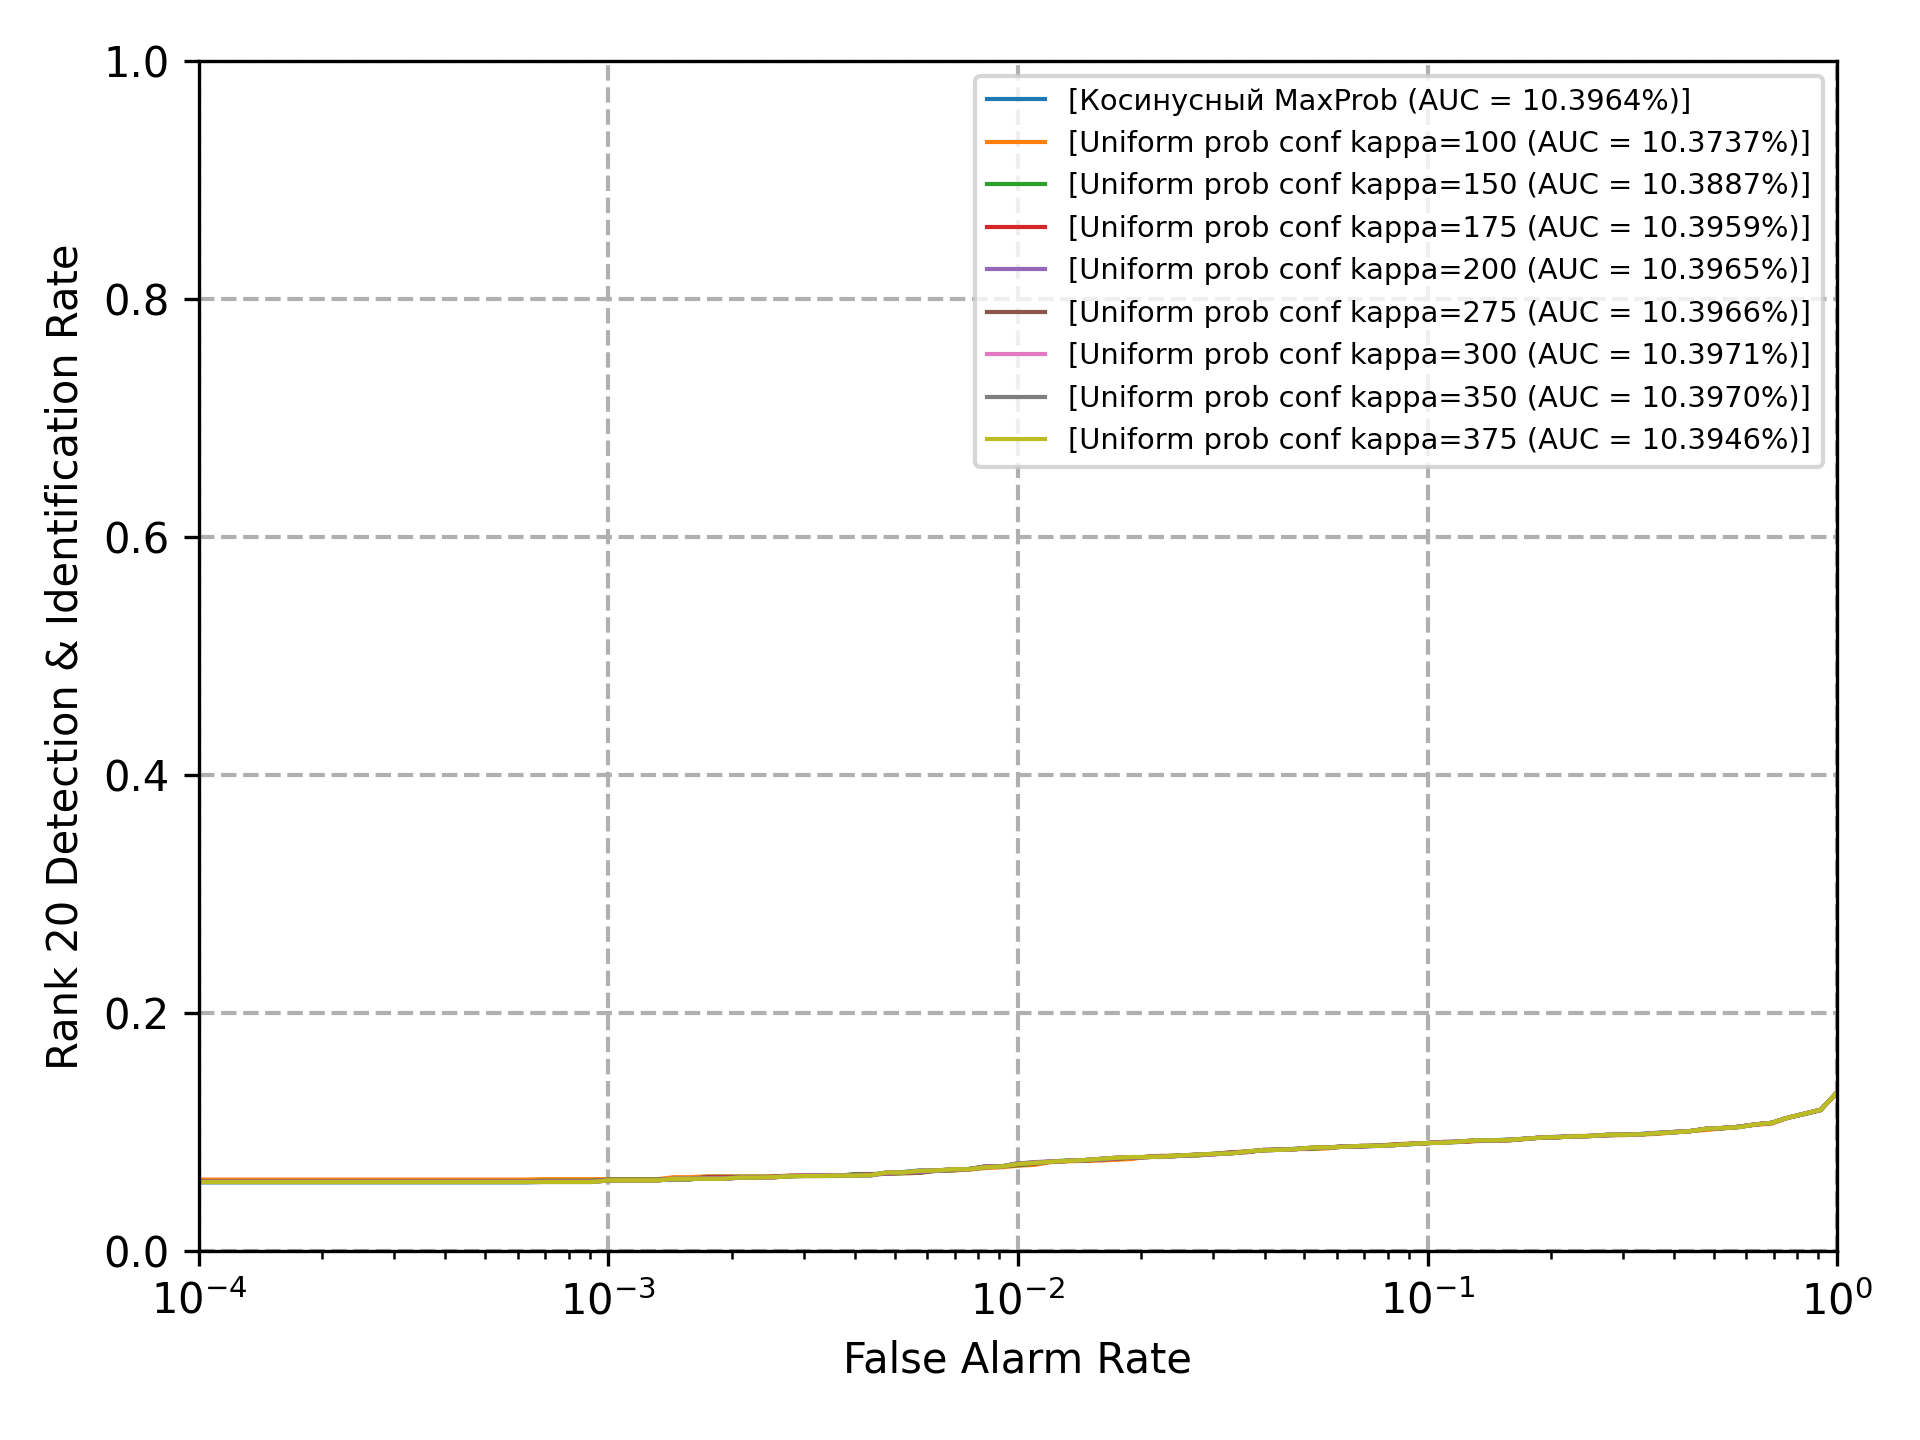 1.0
0.8
0.6
0.4
0.2
0.0
Rank 20 Detection & Identification Rate
[Косинусный MaxProb (AUC = 10.3964%)]
[Uniform prob conf kappa=100 (AUC = 10.3737%)]
[Uniform prob conf kappa=150 (AUC = 10.3887%)]
[Uniform prob conf kappa=175 (AUC = 10.3959%)]
[Uniform prob conf kappa=200 (AUC = 10.3965%)]
[Uniform prob conf kappa=275 (AUC = 10.3966%)]
[Uniform prob conf kappa=300 (AUC = 10.3971%)]
[Uniform prob conf kappa=350 (AUC = 10.3970%)]
[Uniform prob conf kappa=375 (AUC = 10.3946%)]
10⁻⁴ 10⁻³ 10⁻² 10⁻¹ 10⁰
False Alarm Rate